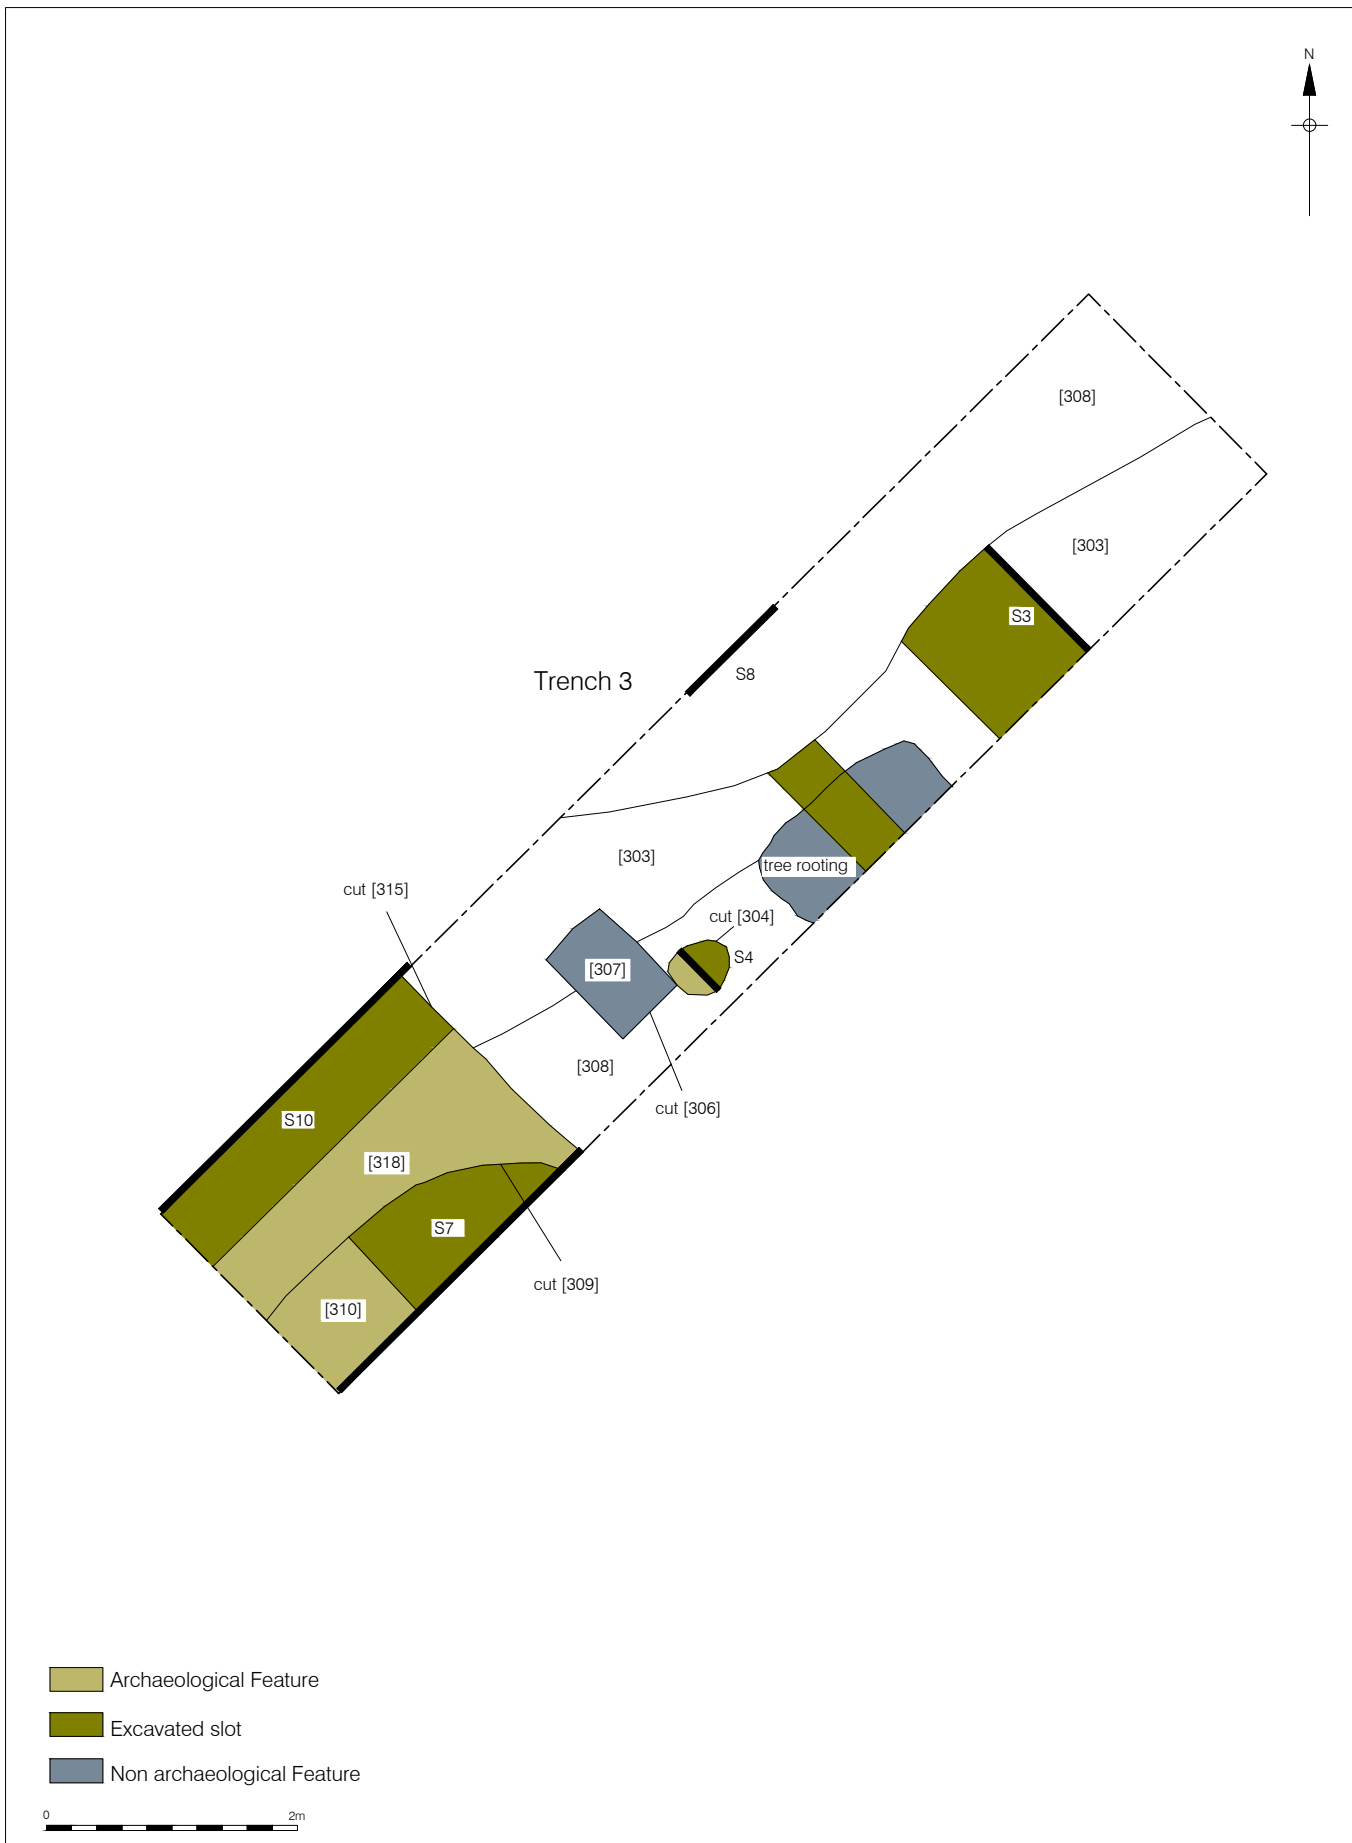 N
[308]
[303]
S3
Trench 3
S8
[303]
tree rooting
cut [315]
cut [304]
S4
[307]
[308]
cut [306]
S10
[318]
S7
cut [309]
[310]
Archaeological Feature
Excavated slot
Non archaeological Feature
0 2m